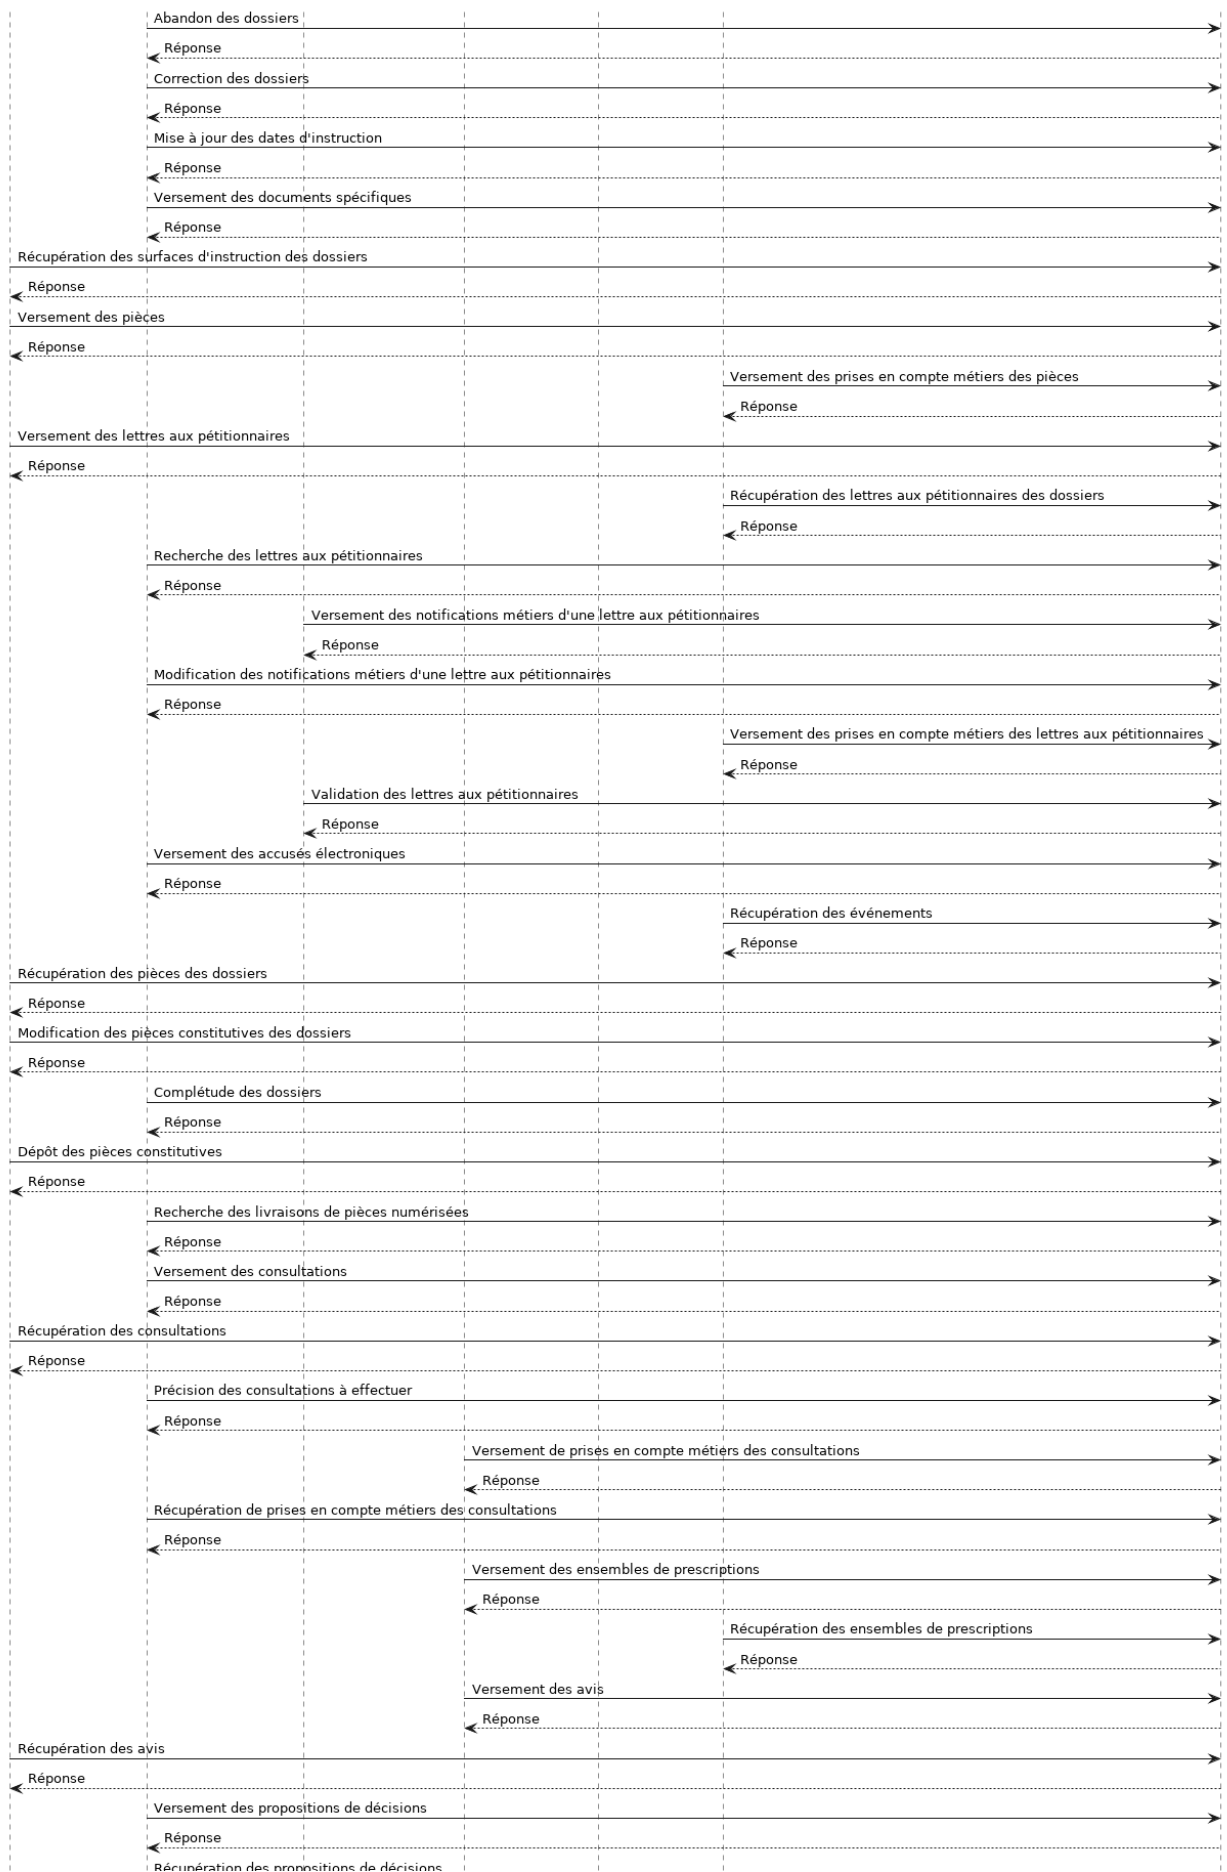 Abandon des dossiers
Réponse
Correction des dossiers
Réponse
Mise à jour des dates d'instruction
Réponse
Versement des documents spécifiques
Réponse
Récupération des surfaces d'instruction des dossiers
Réponse
Versement des pièces
Réponse
Versement des prises en compte métiers des pièces
Réponse
Versement des lettres aux pétitionnaires
Réponse
Récupération des lettres aux pétitionnaires des dossiers
Réponse
Recherche des lettres aux pétitionnaires
Réponse
Versement des notifications métiers d'une lettre aux pétitionnaires
Réponse
Modification des notifications métiers d'une lettre aux pétitionnaires
Réponse
Versement des prises en compte métiers des lettres aux pétitionnaires
Réponse
Validation des lettres aux pétitionnaires
Réponse
Versement des accusés électroniques
Réponse
Récupération des événements
Réponse
Récupération des pièces des dossiers
Réponse
Modification des pièces constitutives des dossiers
Réponse
Complétude des dossiers
Réponse
Dépôt des pièces constitutives
Réponse
Recherche des livraisons de pièces numérisées
Réponse
Versement des consultations
Réponse
Récupération des consultations
Réponse
Précision des consultations à effectuer
Réponse
Versement de prises en compte métiers des consultations
Réponse
Récupération de prises en compte métiers des consultations
Réponse
Versement des ensembles de prescriptions
Réponse
Récupération des ensembles de prescriptions
Réponse
Versement des avis
Réponse
Récupération des avis
Réponse
Versement des propositions de décisions
Réponse
Récupération des propositions de décisions